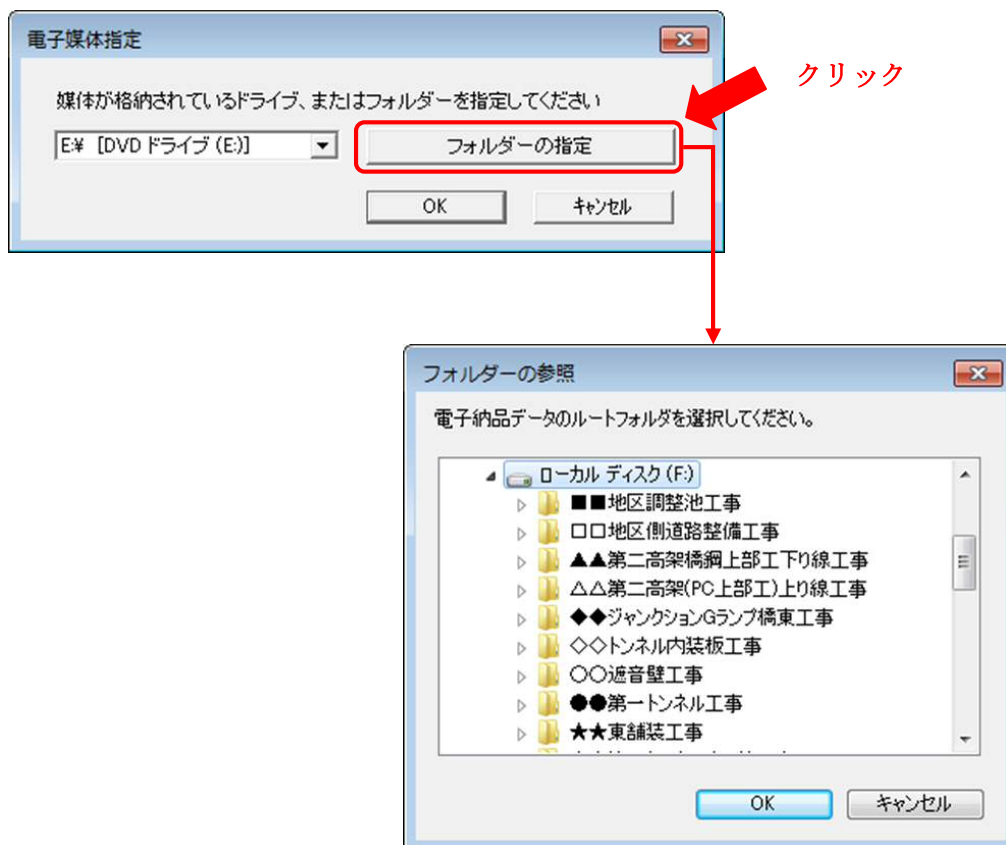 電子媒体指定
クリック
媒体が格納されているドライブ、またはフォルダーを指定してください
E:¥ [DVD ドライブ (E:)]
フォルダーの指定
OK
キャンセル
フォルダーの参照
電子納品データのルートフォルダを選択してください。
ローカル ディスク (F:)
■■地区調整池工事
□□地区側道路整備工事
▲▲第二高架橋鋼上部工下り線工事
△△第二高架(PC上部工)上り線工事
◆◆ジャンクションGランプ橋東工事
◇◇トンネル内装板工事
○○遮音壁工事
●●第一トンネル工事
★★東舗装工事
OK
キャンセル